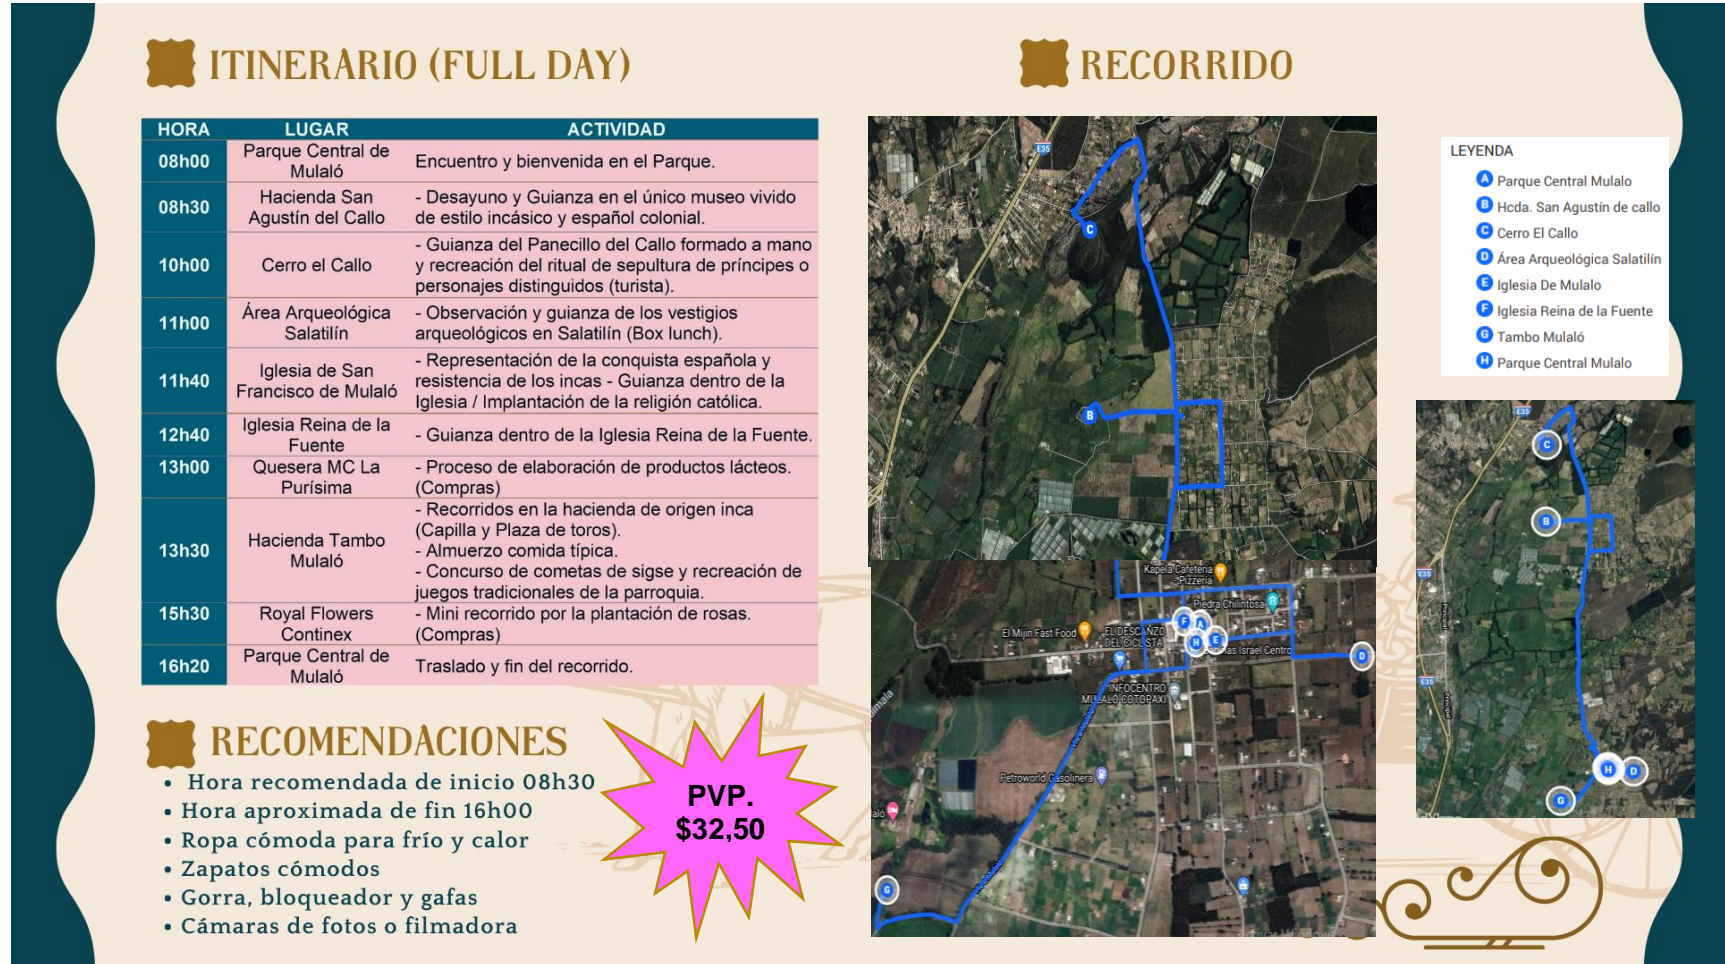 ITINERARIO (FULL DAY)
HORA LUGAR ACTIVIDAD
08h00
Parque Central de
Mulaló
Encuentro y bienvenida en el Parque.
08h30
Hacienda San
Agustín del Callo
- Desayuno y Guianza en el único museo vivido
de estilo incásico y español colonial.
10h00
Cerro el Callo
- Guianza del Panecillo del Callo formado a mano
y recreación del ritual de sepultura de príncipes o
personajes distinguidos (turista).
11h00
Área Arqueológica
Salatilín
- Observación y guianza de los vestigios
arqueológicos en Salatilín (Box lunch).
11h40
Iglesia de San
Francisco de Mulaló
- Representación de la conquista española y
resistencia de los incas - Guianza dentro de la
Iglesia / Implantación de la religión católica.
12h40
Iglesia Reina de la
Fuente
- Guianza dentro de la Iglesia Reina de la Fuente.
13h00
Quesera MC La
Purísima
- Proceso de elaboración de productos lácteos.
(Compras)
13h30
Hacienda Tambo
Mulaló
- Recorridos en la hacienda de origen inca
(Capilla y Plaza de toros).
- Almuerzo comida típica.
- Concurso de cometas de sigse y recreación de
juegos tradicionales de la parroquia.
15h30
Royal Flowers
Continex
- Mini recorrido por la plantación de rosas.
(Compras)
16h20
Parque Central de
Mulaló
Traslado y fin del recorrido.
RECOMENDACIONES
• Hora recomendada de inicio 08h30
• Hora aproximada de fin 16h00
• Ropa cómoda para frío y calor
• Zapatos cómodos
• Gorra, bloqueador y gafas
• Cámaras de fotos o filmadora
PVP.
$32,50
RECORRIDO
E35
C
B
Kapela Cafetería
- Pizzería
Piedra Chilintosa
El Mijin Fast Food
EL DESCANZO
DEL CICLISTA
F
A
H
E
Israel Centro
D
INFOCENTRO
MULALO COTOPAXI
Petroworld Gasolinera
G
LEYENDA
A Parque Central Mulalo
B Hcda. San Agustín de callo
C Cerro El Callo
D Área Arqueológica Salatilín
E Iglesia De Mulalo
F Iglesia Reina de la Fuente
G Tambo Mulaló
H Parque Central Mulalo
E35
C
B
E35
Principal
E35
Principal
H
D
G